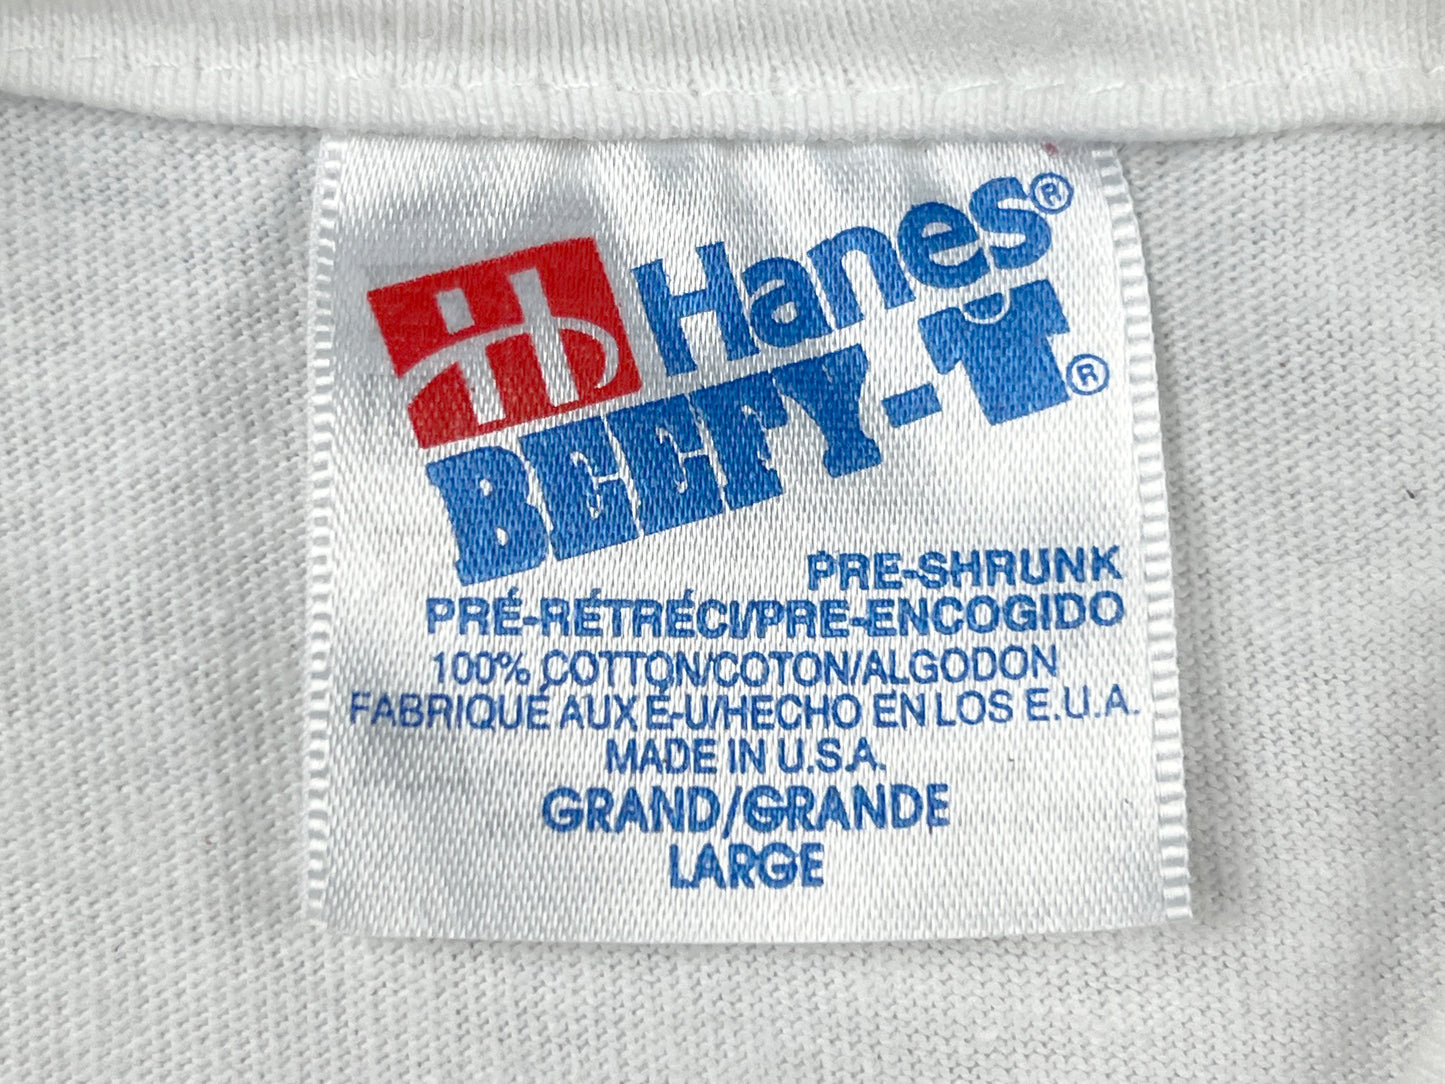 Hanes®
BEEFY-T®
PRE-SHRUNK
PRÉ-RÉTRÉCI/PRE-ENCOGIDO
100% COTTON/COTON/ALGODON
FABRIQUÉ AUX É-U/HECHO EN LOS E.U.A.
MADE IN U.S.A.
GRAND/GRANDE
LARGE